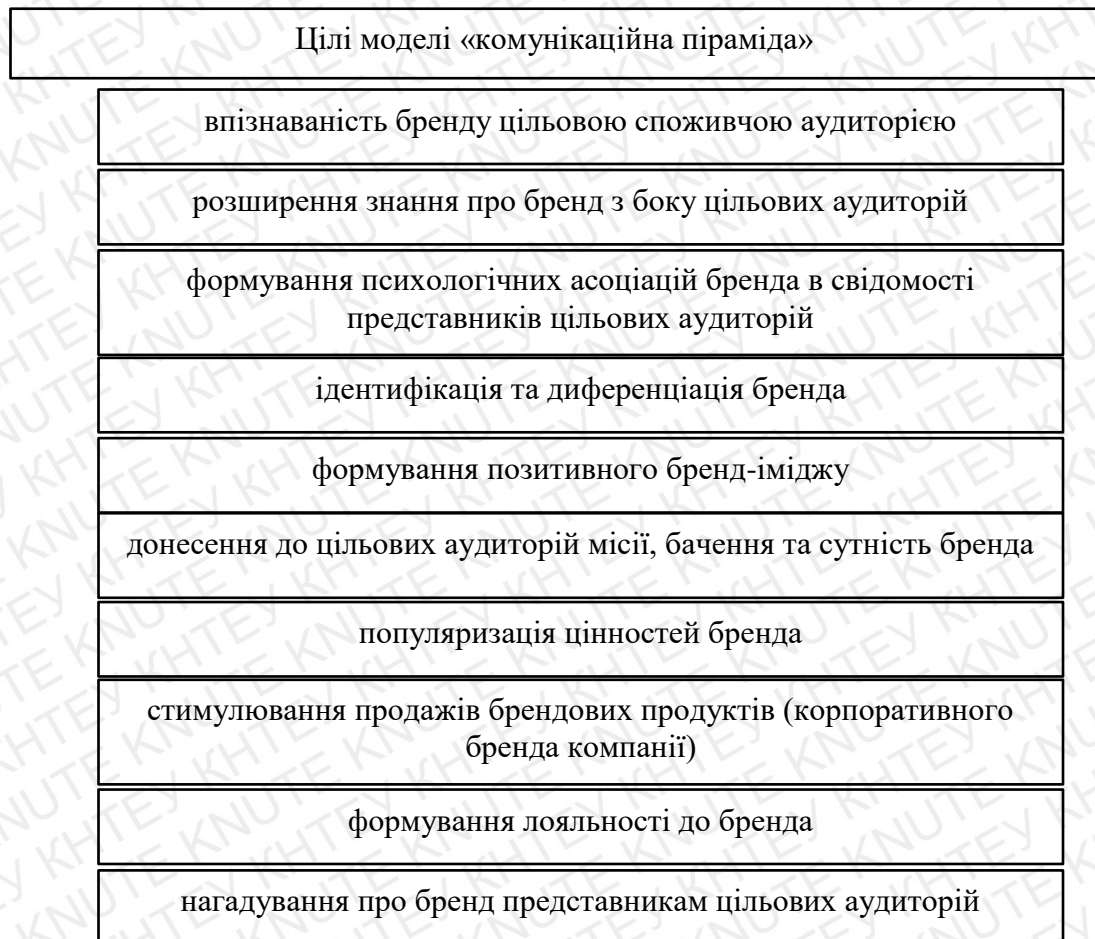 Цілі моделі «комунікаційна піраміда»
впізнаваність бренду цільовою споживчою аудиторією
розширення знання про бренд з боку цільових аудиторій
формування психологічних асоціацій бренда в свідомості
представників цільових аудиторій
ідентифікація та диференціація бренда
формування позитивного бренд-іміджу
донесення до цільових аудиторій місії, бачення та сутність бренда
популяризація цінностей бренда
стимулювання продажів брендових продуктів (корпоративного
бренда компанії)
формування лояльності до бренда
нагадування про бренд представникам цільових аудиторій